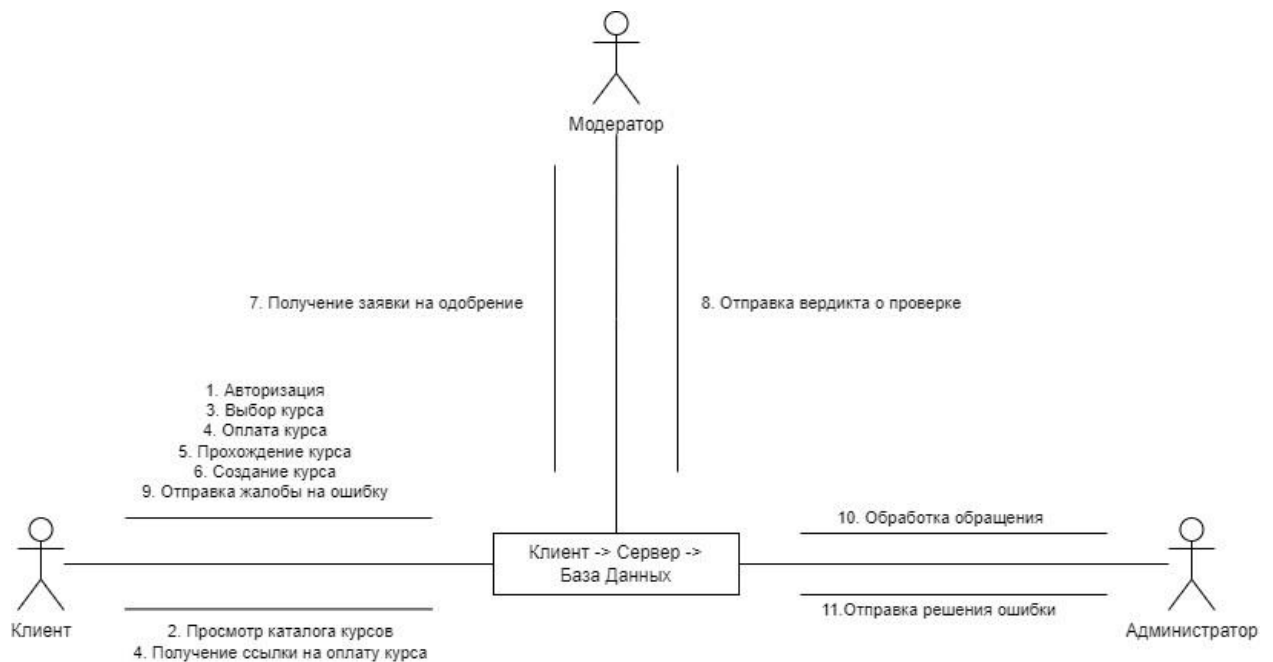 Модератор
7. Получение заявки на одобрение
8. Отправка вердикта о проверке
1. Авторизация
3. Выбор курса
4. Оплата курса
5. Прохождение курса
6. Создание курса
9. Отправка жалобы на ошибку
10. Обработка обращения
Клиент -> Сервер ->
База Данных
11.Отправка решения ошибки
Клиент
2. Просмотр каталога курсов
4. Получение ссылки на оплату курса
Администратор